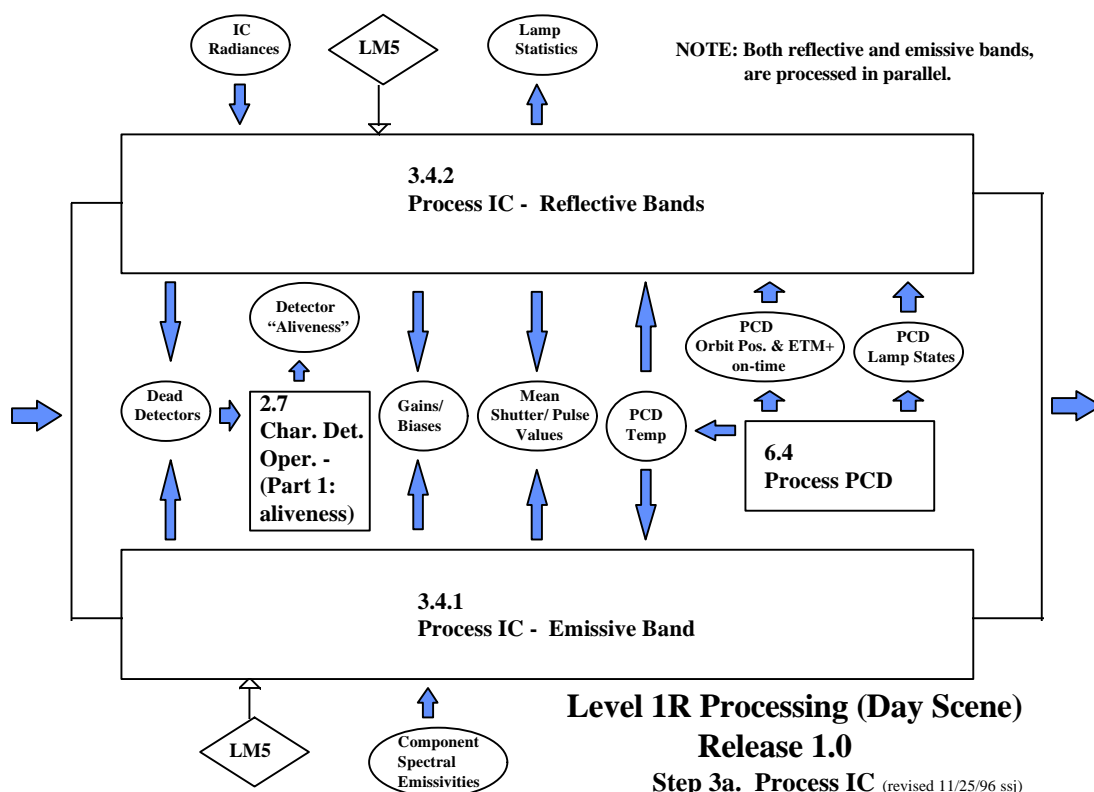 IC
Radiances
LM5
Lamp
Statistics
NOTE: Both reflective and emissive bands,
are processed in parallel.
3.4.2
Process IC - Reflective Bands
Detector
“Aliveness”
PCD
Orbit Pos. & ETM+
on-time
PCD
Lamp States
Dead
Detectors
2.7
Char. Det.
Oper. -
(Part 1:
aliveness)
Gains/
Biases
Mean
Shutter/ Pulse
Values
PCD
Temp
6.4
Process PCD
3.4.1
Process IC - Emissive Band
LM5
Component
Spectral
Emissivities
Level 1R Processing (Day Scene)
Release 1.0
Step 3a. Process IC (revised 11/25/96 ssj)